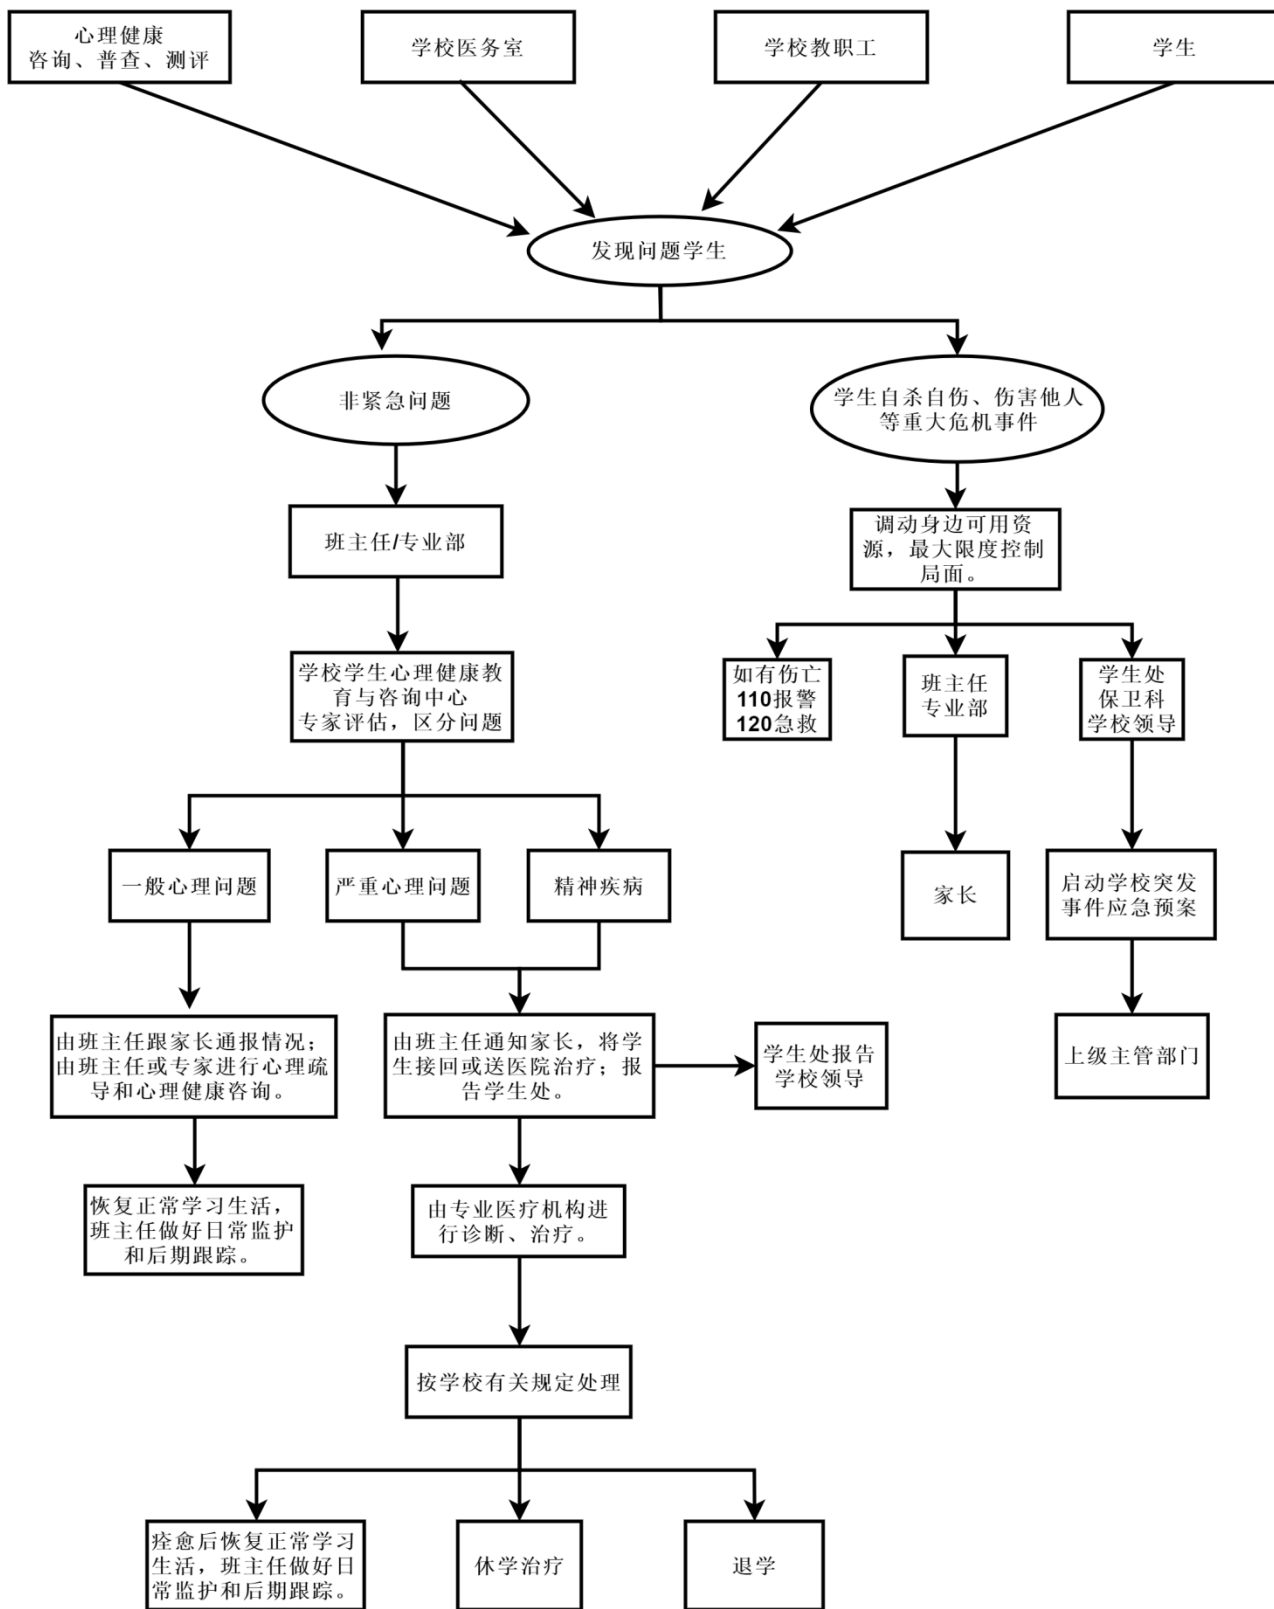 心理健康
咨询、普查、测评
学校医务室
学校教职工
学生
发现问题学生
非紧急问题
学生自杀自伤、伤害他人
等重大危机事件
班主任/专业部
调动身边可用资
源，最大限度控制
局面。
学校学生心理健康教
育与咨询中心
专家评估，区分问题
如有伤亡
110报警
120急救
班主任
专业部
学生处
保卫科
学校领导
一般心理问题
严重心理问题
精神疾病
家长
启动学校突发
事件应急预案
由班主任跟家长通报情况；
由班主任或专家进行心理疏
导和心理健康咨询。
由班主任通知家长，将学
生接回或送医院治疗；报
告学生处。
学生处报告
学校领导
上级主管部门
恢复正常学习生活，
班主任做好日常监护
和后期跟踪。
由专业医疗机构进
行诊断、治疗。
按学校有关规定处理
痊愈后恢复正常学习
生活，班主任做好日
常监护和后期跟踪。
休学治疗
退学